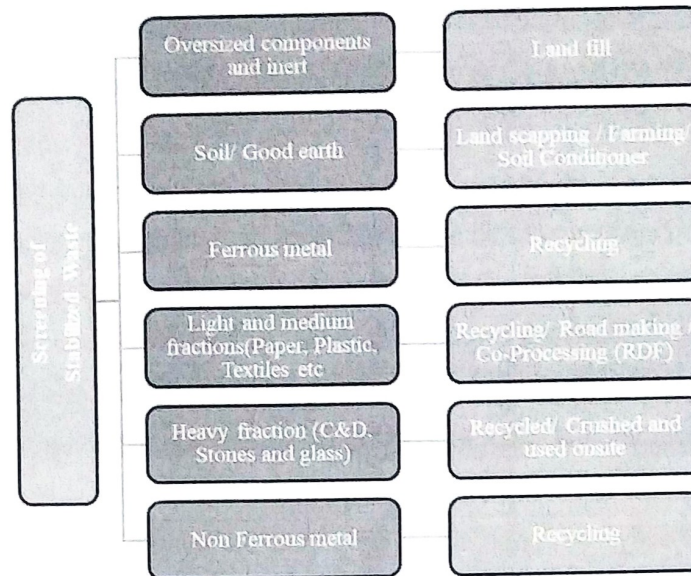 Oversized components
and inert
Land fill
Soil/ Good earth
Land scapping / Farming
Soil Conditioner
Screening of
Stabilized Waste
Ferrous metal
Recycling
Light and medium
fractions(Paper, Plastic,
Textiles etc
Recycling/ Road making /
Co-Processing (RDF)
Heavy fraction (C&D,
Stones and glass)
Recycled/ Crushed and
used onsite
Non Ferrous metal
Recycling